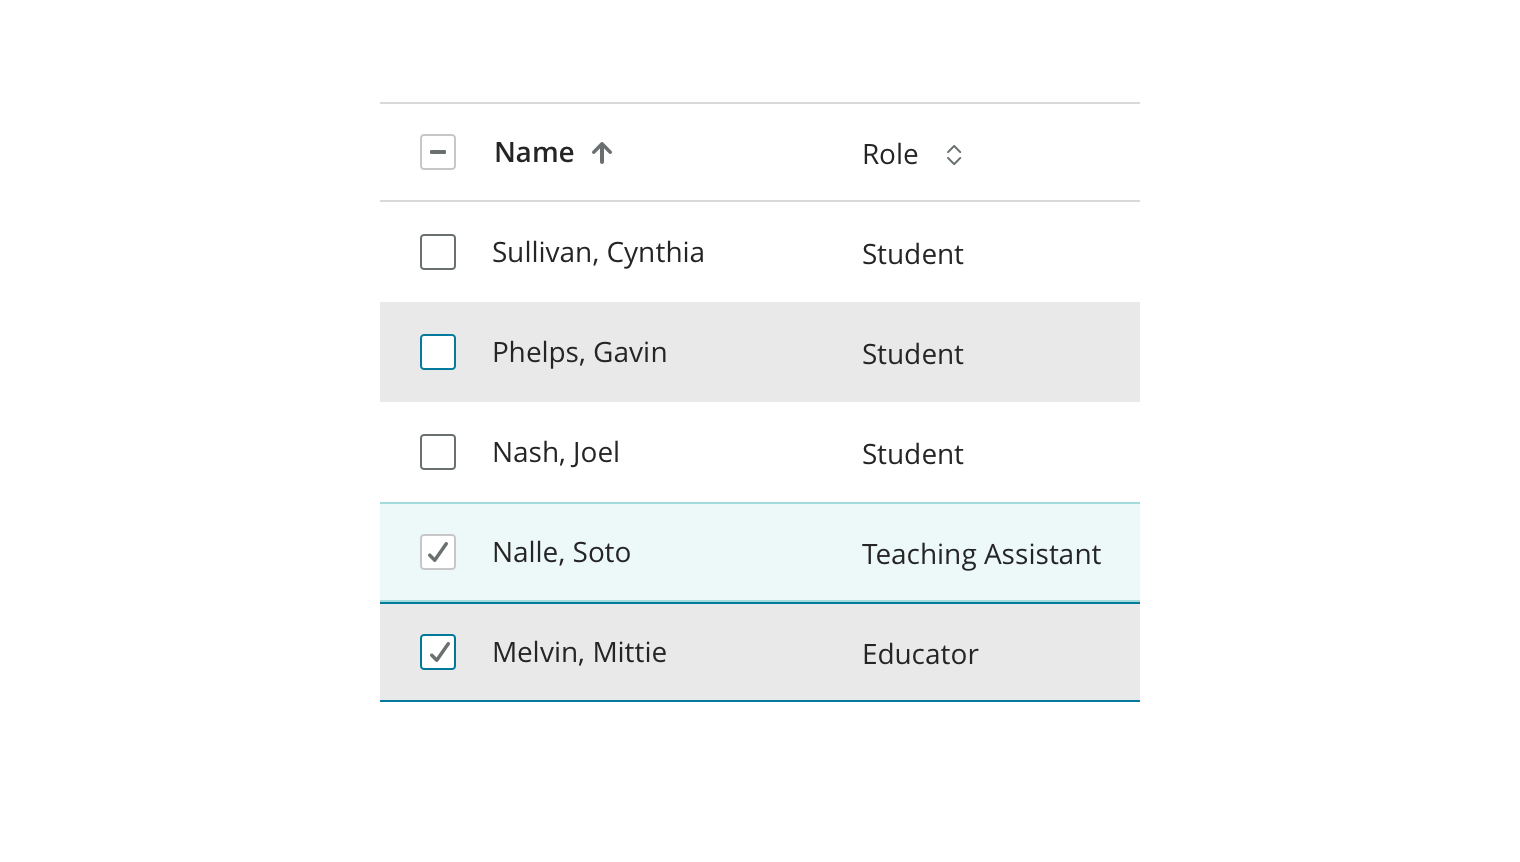 Name Role
Sullivan, Cynthia Student
Phelps, Gavin Student
Nash, Joel Student
Nalle, Soto Teaching Assistant
Melvin, Mittie Educator